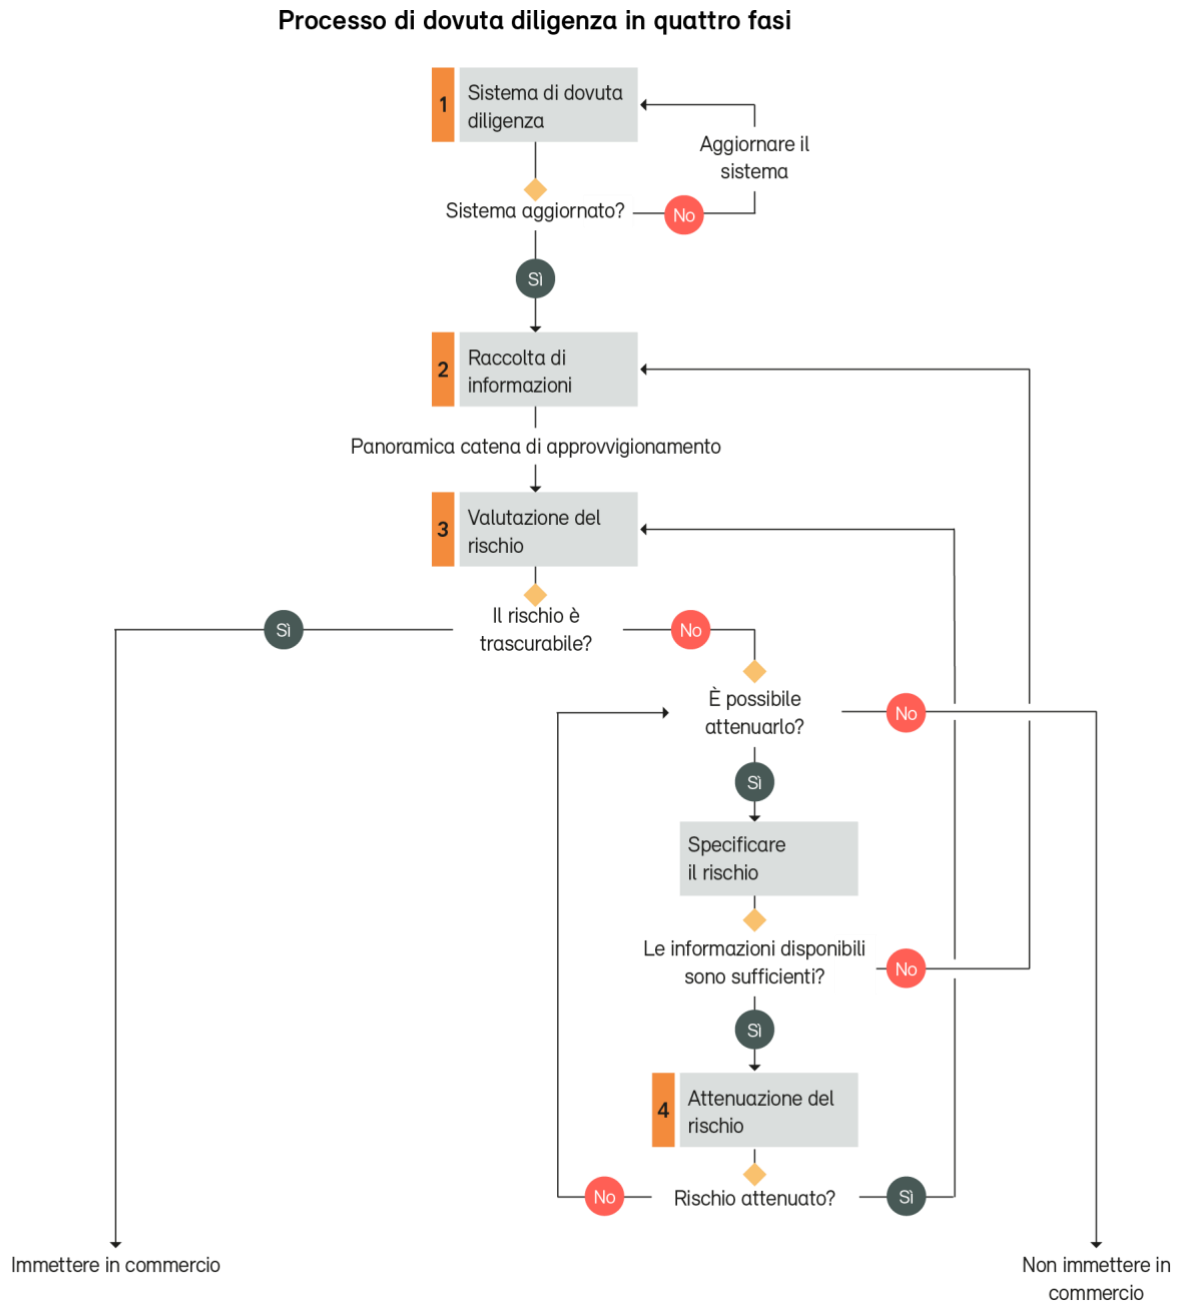 Processo di dovuta diligenza in quattro fasi
1
Sistema di dovuta
diligenza
Aggiornare il
sistema
Sistema aggiornato?
No
Sì
2
Raccolta di
informazioni
Panoramica catena di approvvigionamento
3
Valutazione del
rischio
Il rischio è
trascurabile?
Sì
No
È possibile
attenuarlo?
No
Sì
Specificare
il rischio
Le informazioni disponibili
sono sufficienti?
No
Sì
4
Attenuazione del
rischio
No
Rischio attenuato?
Sì
Immettere in commercio
Non immettere in
commercio